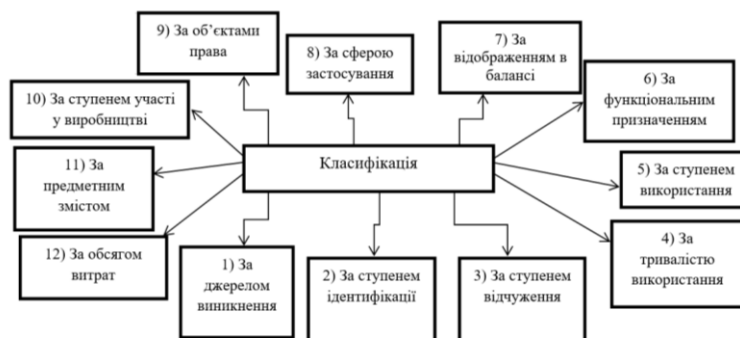 9) За об’єктами
права
8) За сферою
застосування
7) За
відображенням в
балансі
6) За
функціональним
призначенням
10) За ступенем участі
у виробництві
Класифікація
11) За
предметним
змістом
5) За ступенем
використання
12) За обсягом
витрат
1) За
джерелом
виникнення
2) За ступенем
ідентифікації
3) За ступенем
відчуження
4) За
тривалістю
використання